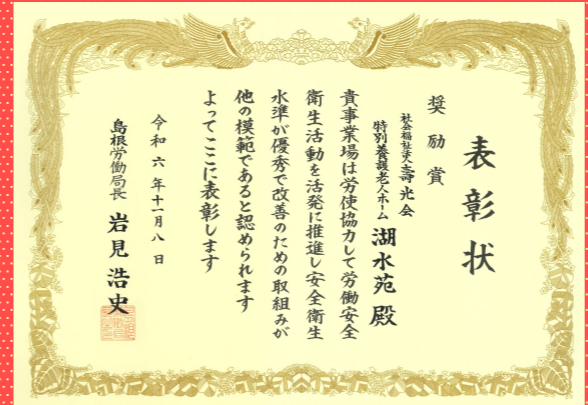 表彰状
奨励賞
社会福祉法人壽光会
特別養護老人ホーム 湖水苑 殿
貴事業場は労使協力して労働安全
衛生活動を活発に推進し安全衛生
水準が優秀で改善のための取組みが
他の模範であると認められます
よってここに表彰します
令和六年十一月八日
島根労働局長 岩見浩史